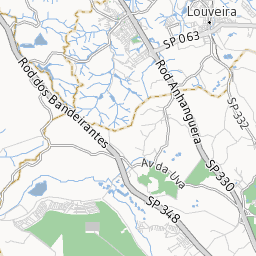 Louveira
SP 063
Rod dos Bandeirantes
Rod Anhanguera
SP-332
Av da Uva
SP-330
SP-348